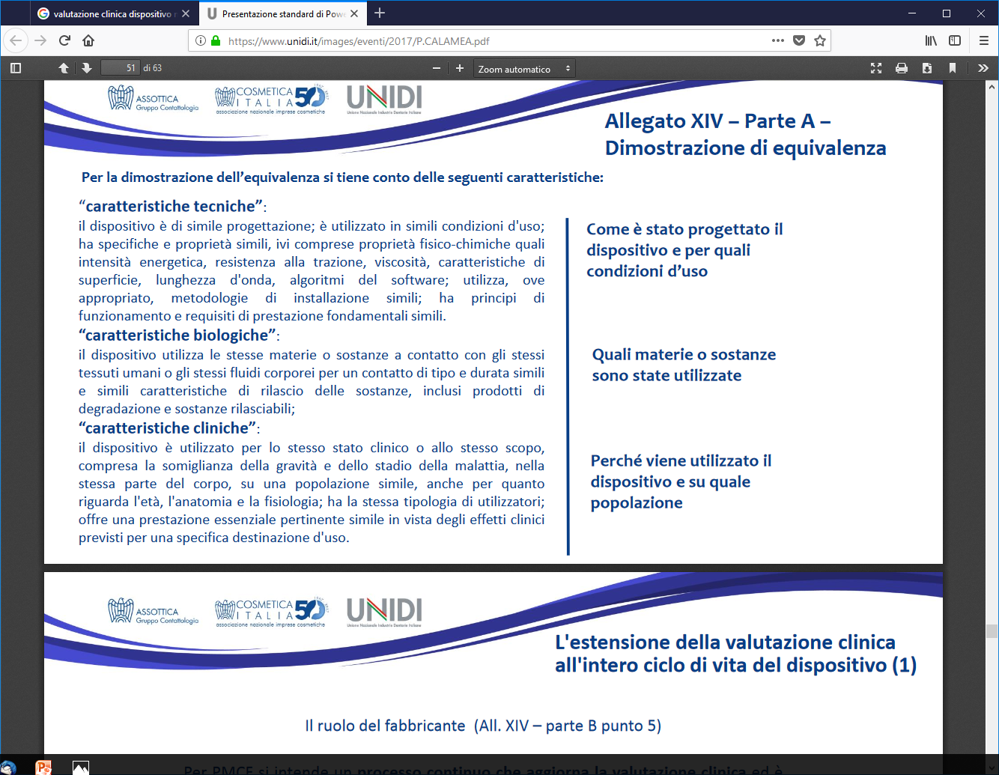 valutazione clinica dispositivo
Presentazione standard di Pow
https://www.unidi.it/images/eventi/2017/P.CALAMEA.pdf
51 di 63
Zoom automatico
ASSOTTICA
Gruppo Contattologia
COSMETICA
ITALIA
associazione nazionale imprese cosmetiche
50
UNIDI
Unione Nazionale Industrie Dentarie Italiane
Allegato XIV – Parte A –
Dimostrazione di equivalenza
Per la dimostrazione dell’equivalenza si tiene conto delle seguenti caratteristiche:
“caratteristiche tecniche”:
il dispositivo è di simile progettazione; è utilizzato in simili condizioni d'uso;
ha specifiche e proprietà simili, ivi comprese proprietà fisico-chimiche quali
intensità energetica, resistenza alla trazione, viscosità, caratteristiche di
superficie, lunghezza d'onda, algoritmi del software; utilizza, ove
appropriato, metodologie di installazione simili; ha principi di
funzionamento e requisiti di prestazione fondamentali simili.
“caratteristiche biologiche”:
il dispositivo utilizza le stesse materie o sostanze a contatto con gli stessi
tessuti umani o gli stessi fluidi corporei per un contatto di tipo e durata simili
e simili caratteristiche di rilascio delle sostanze, inclusi prodotti di
degradazione e sostanze rilasciabili;
“caratteristiche cliniche”:
il dispositivo è utilizzato per lo stesso stato clinico o allo stesso scopo,
compresa la somiglianza della gravità e dello stadio della malattia, nella
stessa parte del corpo, su una popolazione simile, anche per quanto
riguarda l'età, l'anatomia e la fisiologia; ha la stessa tipologia di utilizzatori;
offre una prestazione essenziale pertinente simile in vista degli effetti clinici
previsti per una specifica destinazione d'uso.
Come è stato progettato il
dispositivo e per quali
condizioni d’uso
Quali materie o sostanze
sono state utilizzate
Perché viene utilizzato il
dispositivo e su quale
popolazione
ASSOTTICA
Gruppo Contattologia
COSMETICA
ITALIA
associazione nazionale imprese cosmetiche
50
UNIDI
Unione Nazionale Industrie Dentarie Italiane
L'estensione della valutazione clinica
all'intero ciclo di vita del dispositivo (1)
Il ruolo del fabbricante (All. XIV – parte B punto 5)
Per PMCF si intende un processo continuo che aggiorna la valutazione clinica ed è